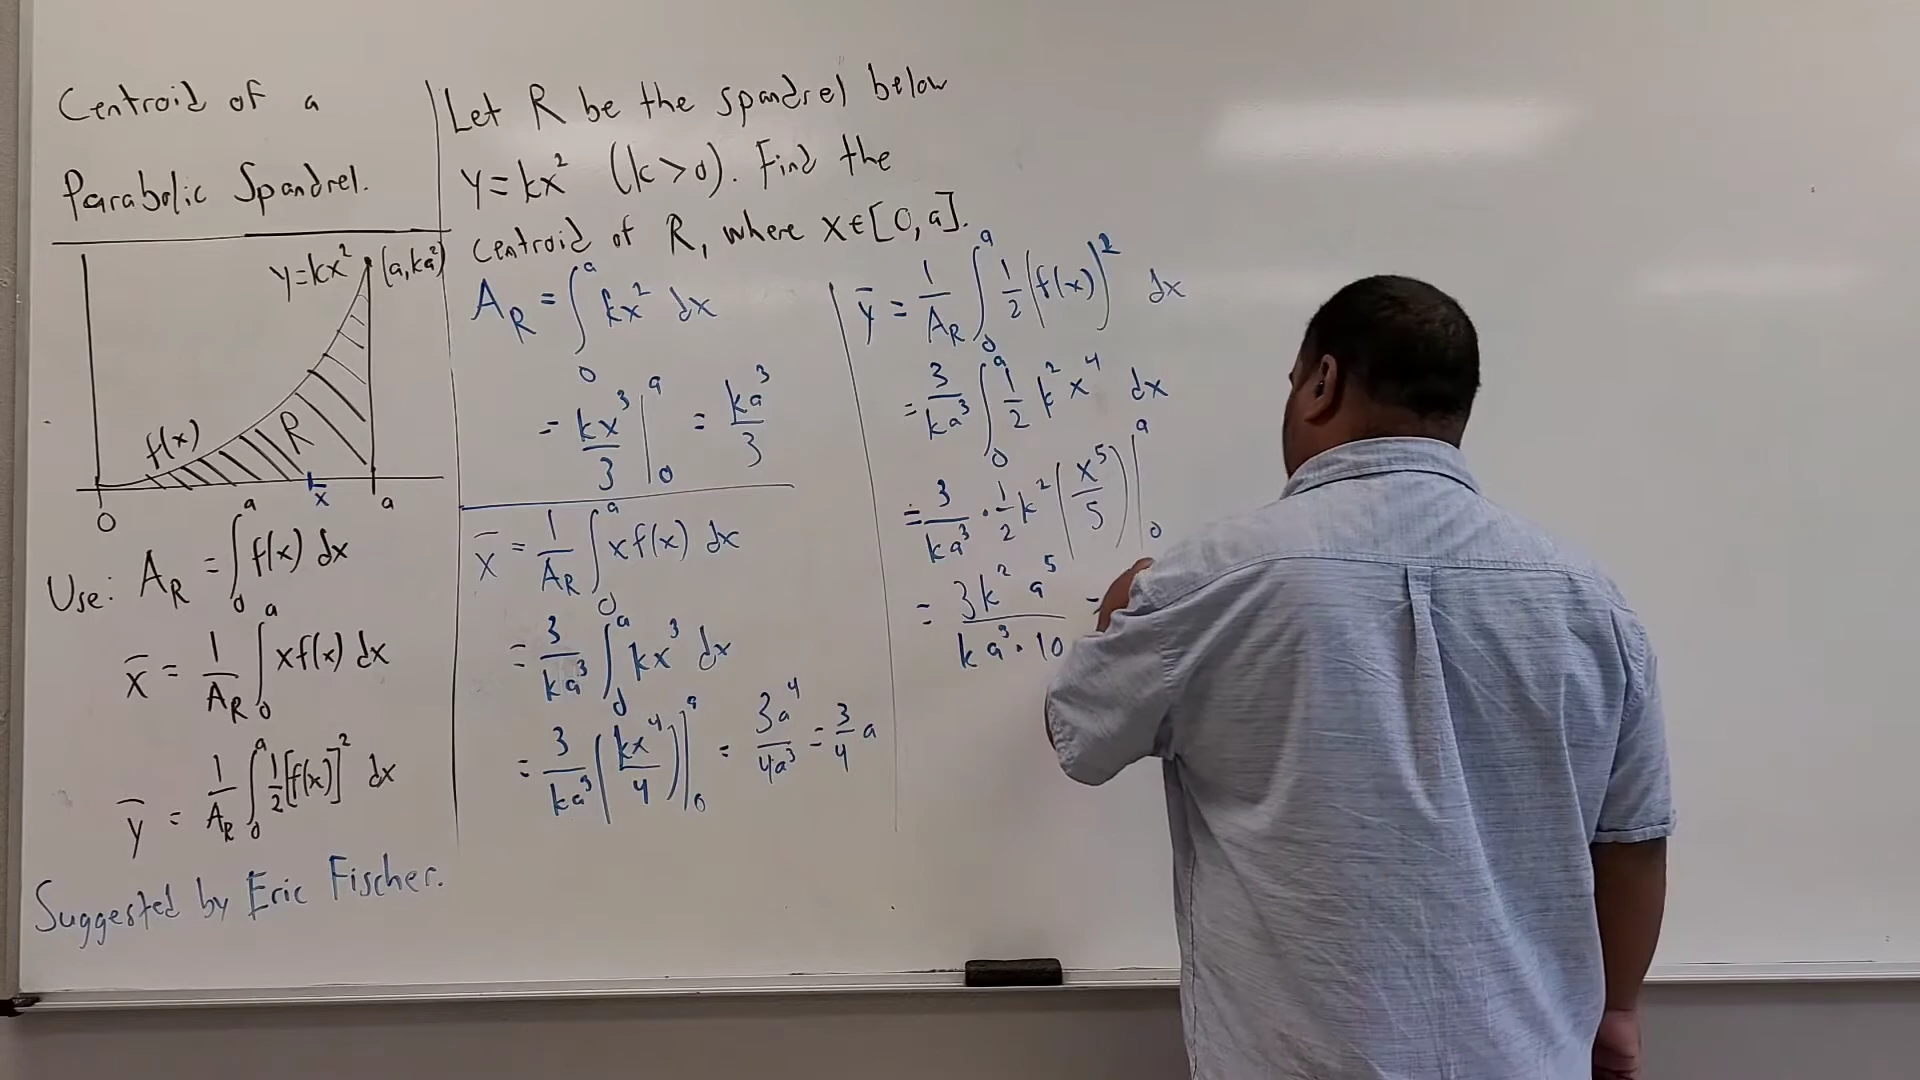 Centroid of a
Parabolic Spandrel.
y=kx² (a,ka²)
f(x) R
0 x̄ a
Use: A_R = ∫₀ᵃ f(x) dx
x̄ = 1/A_R ∫₀ᵃ xf(x) dx
ȳ = 1/A_R ∫₀ᵃ 1/2[f(x)]² dx
Suggested by Eric Fischer.
Let R be the spandrel below
y=kx² (k>0). Find the
centroid of R, where x∈[0,a].
A_R = ∫₀ᵃ kx² dx
= kx³/3 |₀ᵃ = ka³/3
x̄ = 1/A_R ∫₀ᵃ xf(x) dx
= 3/ka³ ∫₀ᵃ kx³ dx
= 3/ka³ (kx⁴/4)|₀ᵃ = 3a⁴/4a³ = 3/4 a
ȳ = 1/A_R ∫₀ᵃ 1/2 (f(x))² dx
= 3/ka³ ∫₀ᵃ 1/2 k² x⁴ dx
= 3/ka³ · 1/2 k² (x⁵/5)|₀ᵃ
= 3k² a⁵/ka³·10